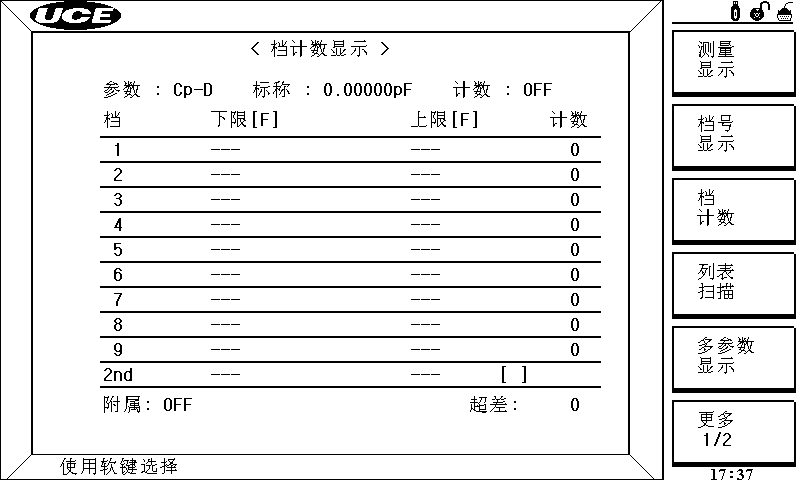 UCE
< 档计数显示 >
参数 : Cp-D 标称 : 0.00000pF 计数 : OFF
档 下限[F] 上限[F] 计数
1 --- --- 0
2 --- --- 0
3 --- --- 0
4 --- --- 0
5 --- --- 0
6 --- --- 0
7 --- --- 0
8 --- --- 0
9 --- --- 0
2nd --- --- [ ]
附属: OFF 超差: 0
使用软键选择
测量
显示
档号
显示
档
计数
列表
扫描
多参数
显示
更多
1/2
17:37